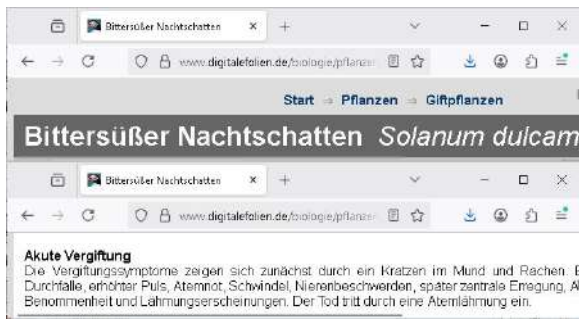 Bittersüßer Nachtschatten
www.digitalefolien.de/biologie/pflanzen
Start ⇒ Pflanzen ⇒ Giftpflanzen
Bittersüßer Nachtschatten Solanum dulcam
Bittersüßer Nachtschatten
www.digitalefolien.de/biologie/pflanzen
Akute Vergiftung
Die Vergiftungssymptome zeigen sich zunächst durch ein Kratzen im Mund und Rachen. E
Durchfälle, erhöhter Puls, Atemnot, Schwindel, Nierenbeschwerden, später zentrale Erregung, A
Benommenheit und Lähmungserscheinungen. Der Tod tritt durch eine Atemlähmung ein.